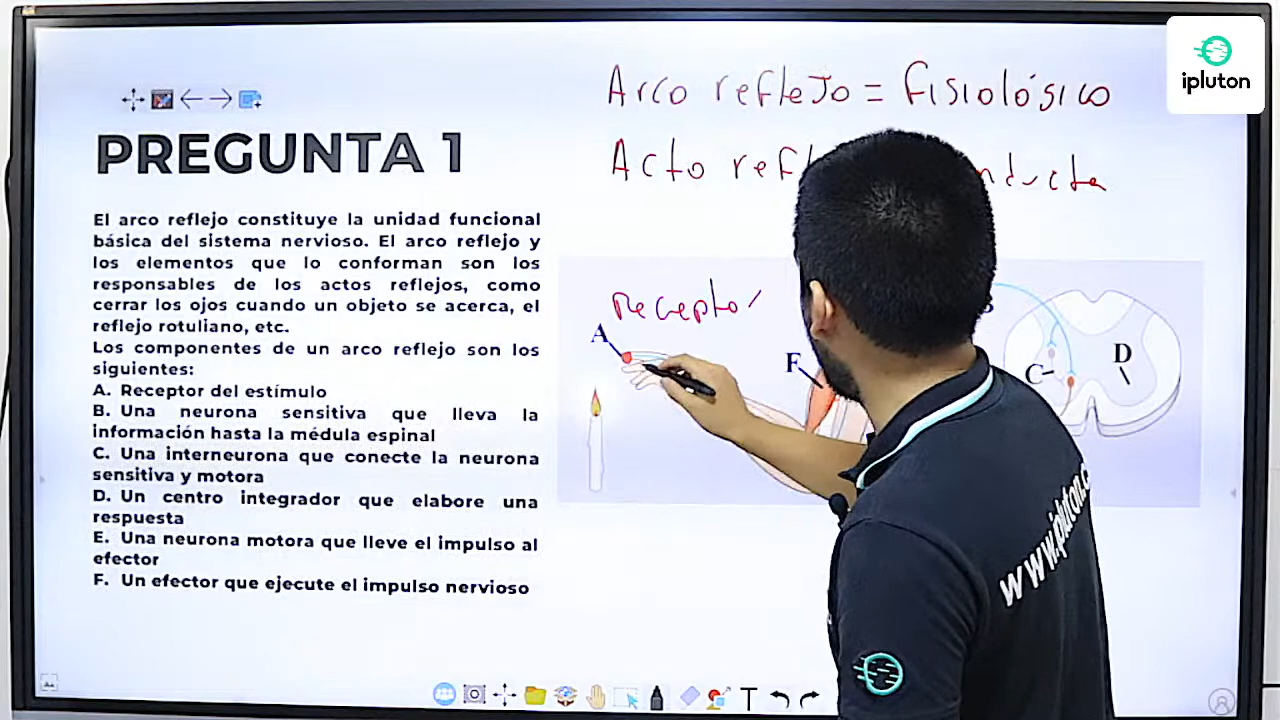 ipluton
Arco reflejo = fisiológico
Acto
PREGUNTA 1
El arco reflejo constituye la unidad funcional
básica del sistema nervioso. El arco reflejo y
los elementos que lo conforman son los
responsables de los actos reflejos, como
cerrar los ojos cuando un objeto se acerca, el
reflejo rotuliano, etc.
Los componentes de un arco reflejo son los
siguientes:
A. Receptor del estímulo
B. Una neurona sensitiva que lleva la
información hasta la médula espinal
C. Una interneurona que conecte la neurona
sensitiva y motora
D. Un centro integrador que elabore una
respuesta
E. Una neurona motora que lleve el impulso al
efector
F. Un efector que ejecute el impulso nervioso
Receptor
A
F
C
D
www.ipluton.c
T